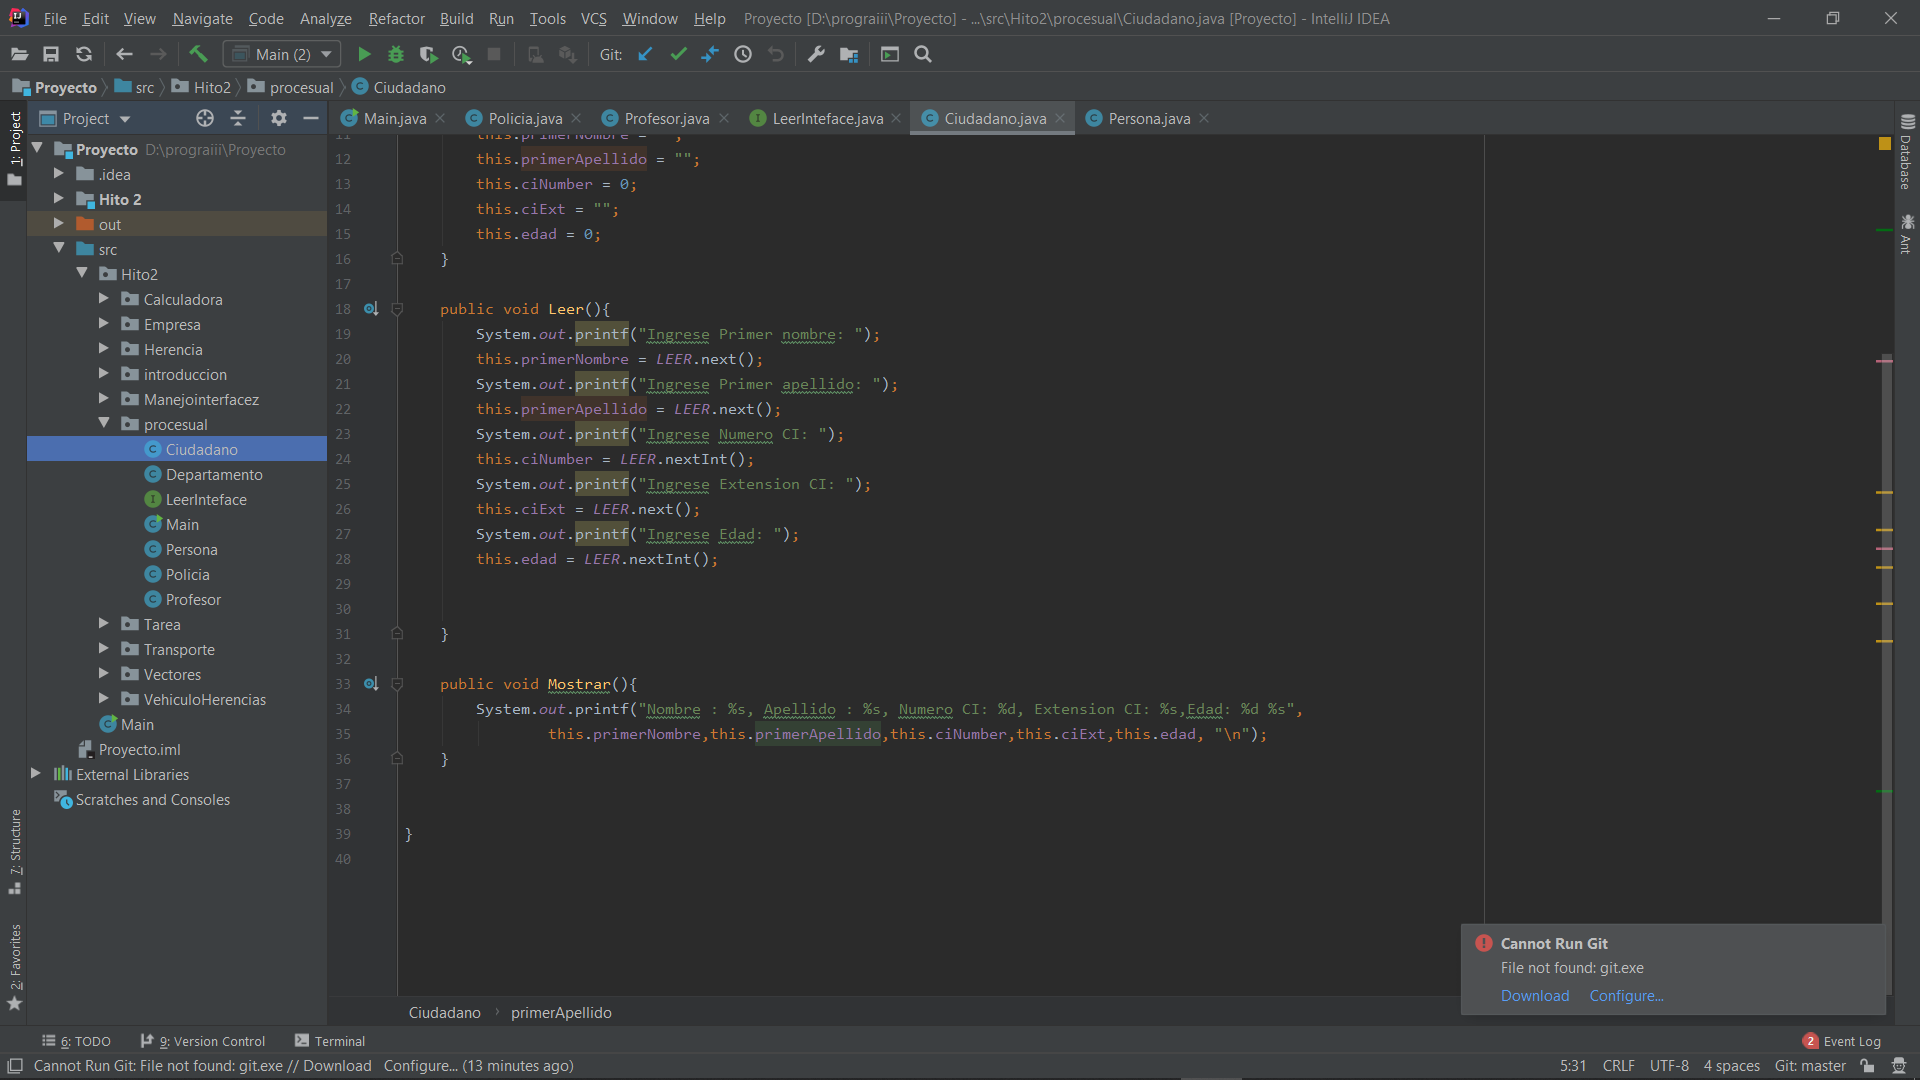 File Edit View Navigate Code Analyze Refactor Build Run Tools VCS Window Help Proyecto [D:\prograiii\Proyecto] - ...\src\Hito2\procesual\Ciudadano.java [Proyecto] - IntelliJ IDEA
Main (2) Git:
Proyecto src Hito2 procesual Ciudadano
Project Main.java Policia.java Profesor.java LeerInteface.java Ciudadano.java Persona.java
1: Project
7: Structure
2: Favorites
Database
Ant
Proyecto D:\prograiii\Proyecto
.idea
Hito 2
out
src
Hito2
Calculadora
Empresa
Herencia
introduccion
Manejointerfacez
procesual
Ciudadano
Departamento
LeerInteface
Main
Persona
Policia
Profesor
Tarea
Transporte
Vectores
VehiculoHerencias
Main
Proyecto.iml
External Libraries
Scratches and Consoles
11 this.primerNombre = "";
12 this.primerApellido = "";
13 this.ciNumber = 0;
14 this.ciExt = "";
15 this.edad = 0;
16 }
17
18 public void Leer(){
19 System.out.printf("Ingrese Primer nombre: ");
20 this.primerNombre = LEER.next();
21 System.out.printf("Ingrese Primer apellido: ");
22 this.primerApellido = LEER.next();
23 System.out.printf("Ingrese Numero CI: ");
24 this.ciNumber = LEER.nextInt();
25 System.out.printf("Ingrese Extension CI: ");
26 this.ciExt = LEER.next();
27 System.out.printf("Ingrese Edad: ");
28 this.edad = LEER.nextInt();
29
30
31 }
32
33 public void Mostrar(){
34 System.out.printf("Nombre : %s, Apellido : %s, Numero CI: %d, Extension CI: %s,Edad: %d %s",
35 this.primerNombre,this.primerApellido,this.ciNumber,this.ciExt,this.edad, "\n");
36 }
37
38
39 }
40
Cannot Run Git
File not found: git.exe
Download Configure...
Ciudadano › primerApellido
6: TODO 9: Version Control Terminal 2 Event Log
Cannot Run Git: File not found: git.exe // Download Configure... (13 minutes ago) 5:31 CRLF UTF-8 4 spaces Git: master